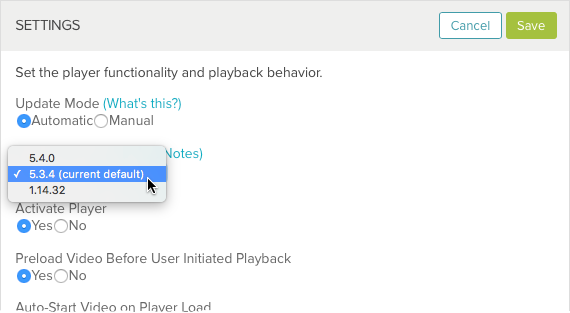 SETTINGS
Cancel
Save
Set the player functionality and playback behavior.
Update Mode (What's this?)
Automatic Manual
Notes)
5.4.0
✓ 5.3.4 (current default)
1.14.32
Activate Player
Yes No
Preload Video Before User Initiated Playback
Yes No
Auto-Start Video on Player Load